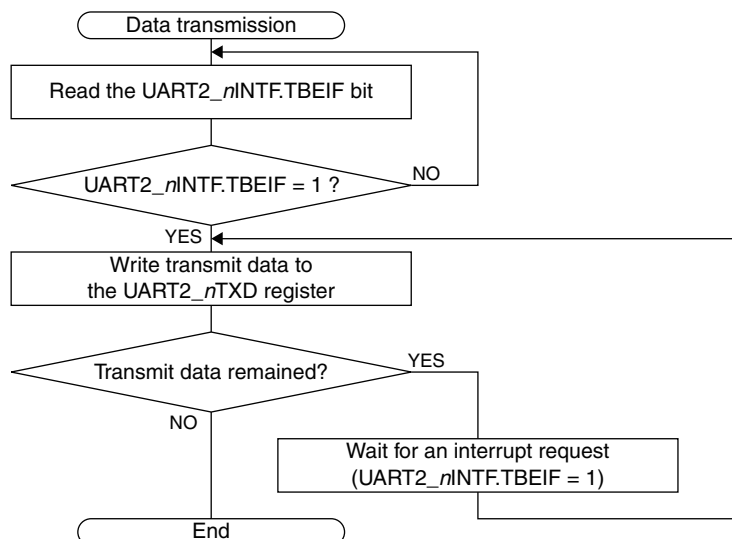 Data transmission
Read the UART2_nINTF.TBEIF bit
UART2_nINTF.TBEIF = 1 ?
NO
YES
Write transmit data to
the UART2_nTXD register
Transmit data remained?
YES
NO
Wait for an interrupt request
(UART2_nINTF.TBEIF = 1)
End